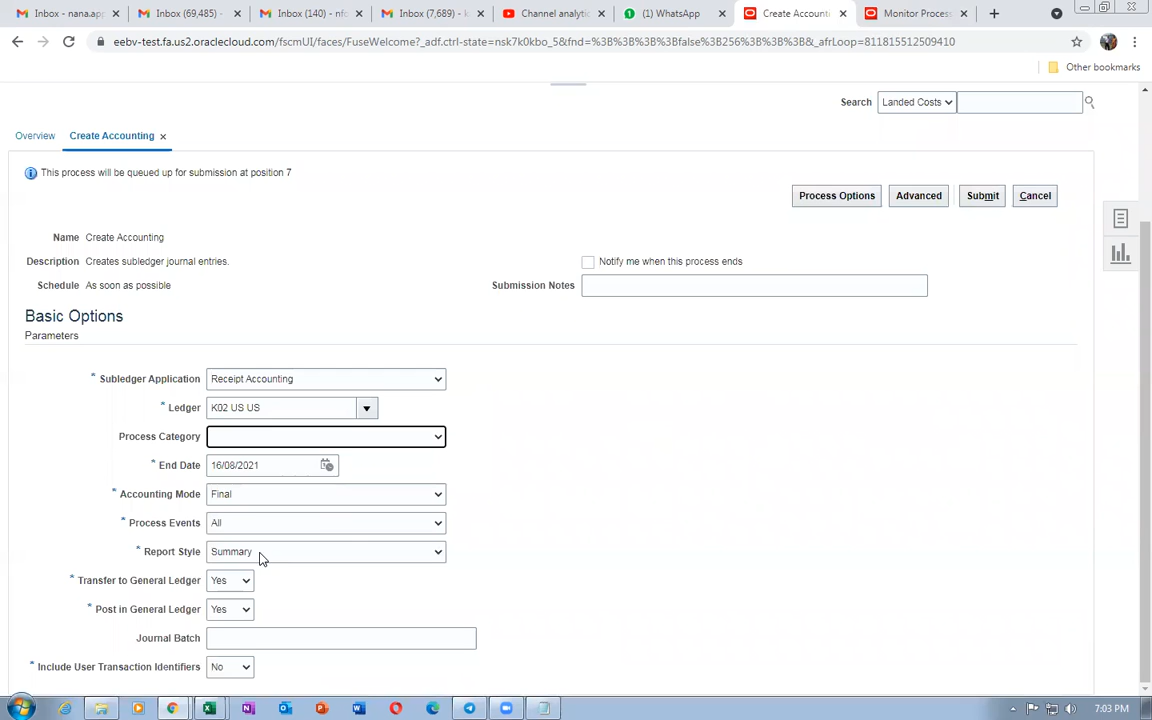 Inbox (69,485) - nana.ap
Inbox (69,485) -
Inbox (140) - nfo
Inbox (7,689) - k
Channel analytic
(1) WhatsApp
Create Accounti
Monitor Process
eebv-test.fa.us2.oraclecloud.com/fscmUI/faces/FuseWelcome?_adf.ctrl-state=nsk7k0kbo_5&fnd=%3B%3B%3B%3Bfalse%3B256%3B%3B%3B&_afrLoop=811815512509410
Other bookmarks
Search Landed Costs
Overview Create Accounting
This process will be queued up for submission at position 7
Process Options Advanced Submit Cancel
Name Create Accounting
Description Creates subledger journal entries.
Notify me when this process ends
Schedule As soon as possible
Submission Notes
Basic Options
Parameters
* Subledger Application Receipt Accounting
* Ledger K02 US US
Process Category
* End Date 16/08/2021
* Accounting Mode Final
* Process Events All
* Report Style Summary
* Transfer to General Ledger Yes
* Post in General Ledger Yes
Journal Batch
* Include User Transaction Identifiers No
7:03 PM